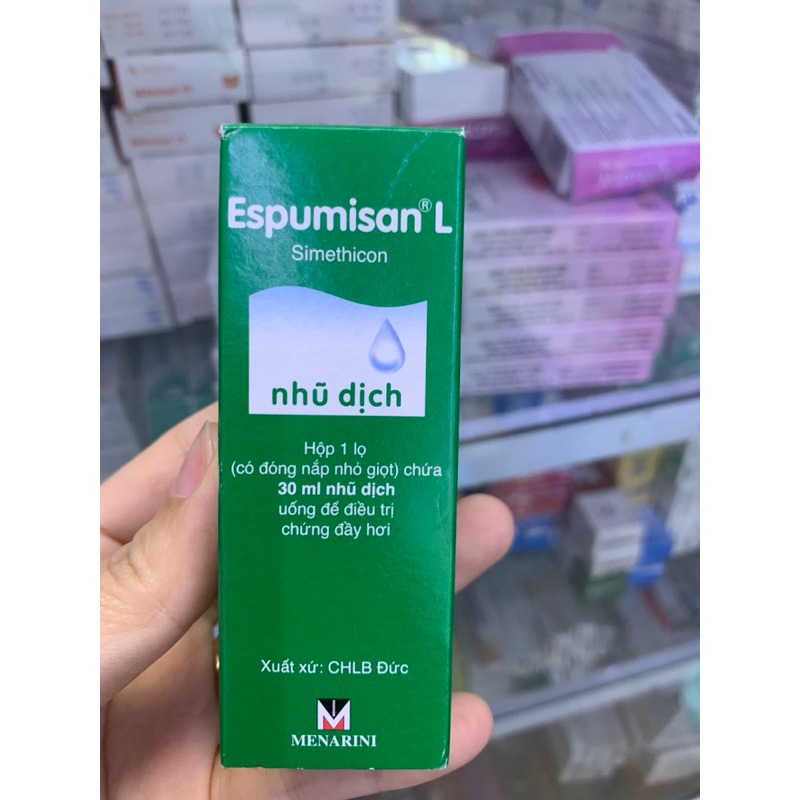 Espumisan® L
Simethicon
nhũ dịch
Hộp 1 lọ
(có đóng nắp nhỏ giọt) chứa
30 ml nhũ dịch
uống để điều trị
chứng đầy hơi
Xuất xứ: CHLB Đức
MENARINI